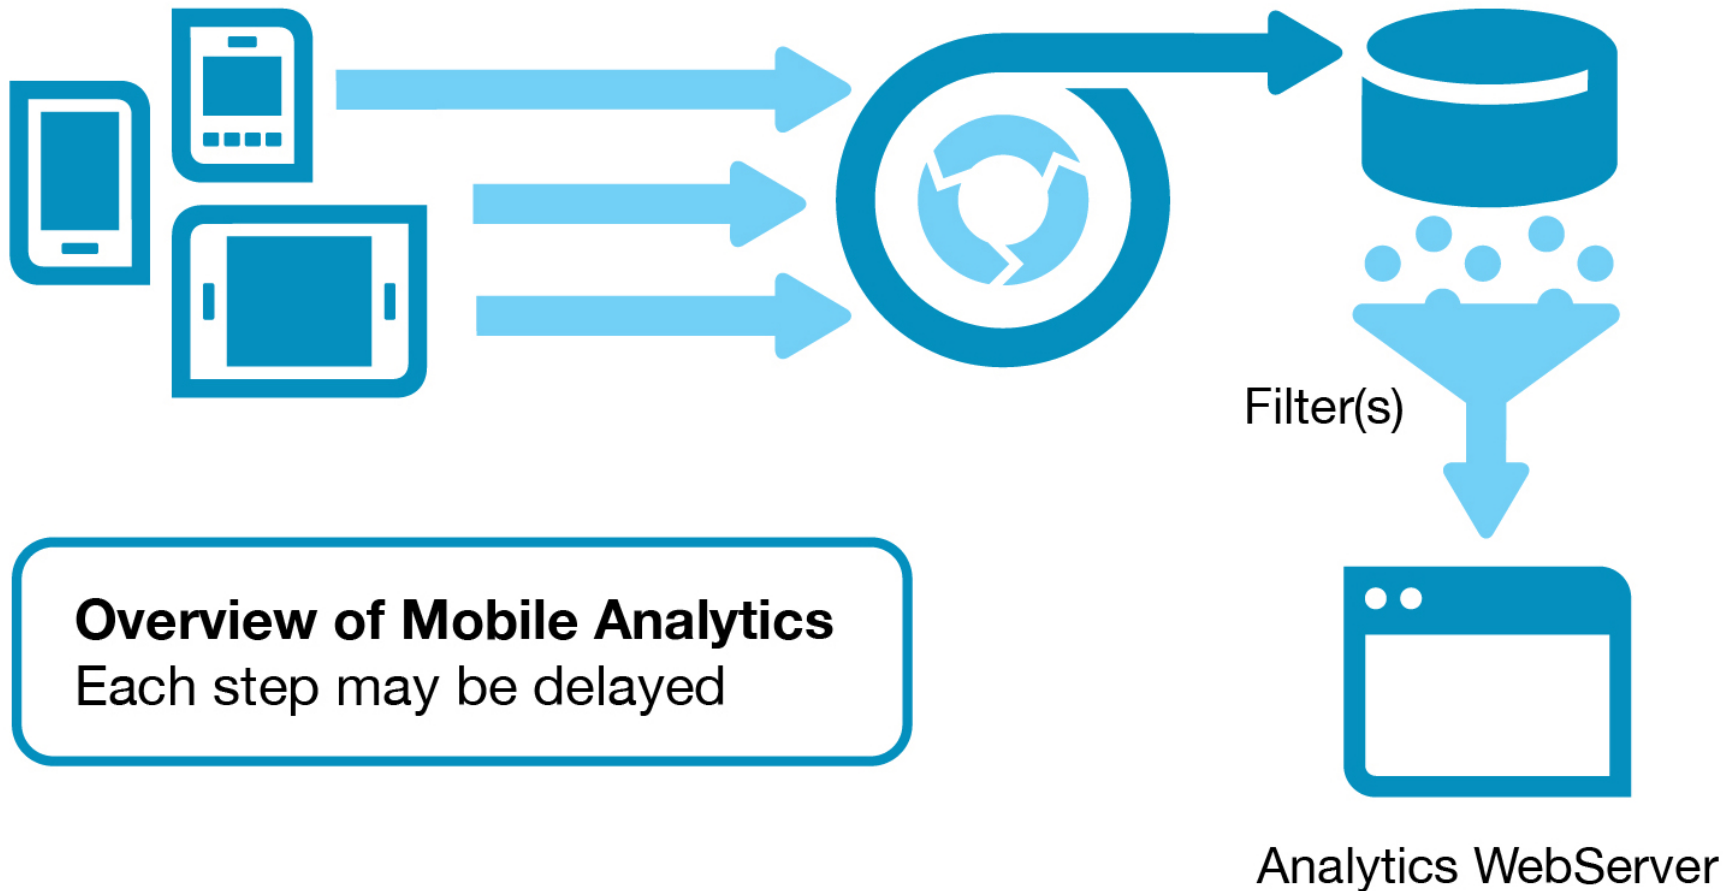 Filter(s)
Overview of Mobile Analytics
Each step may be delayed
Analytics WebServer